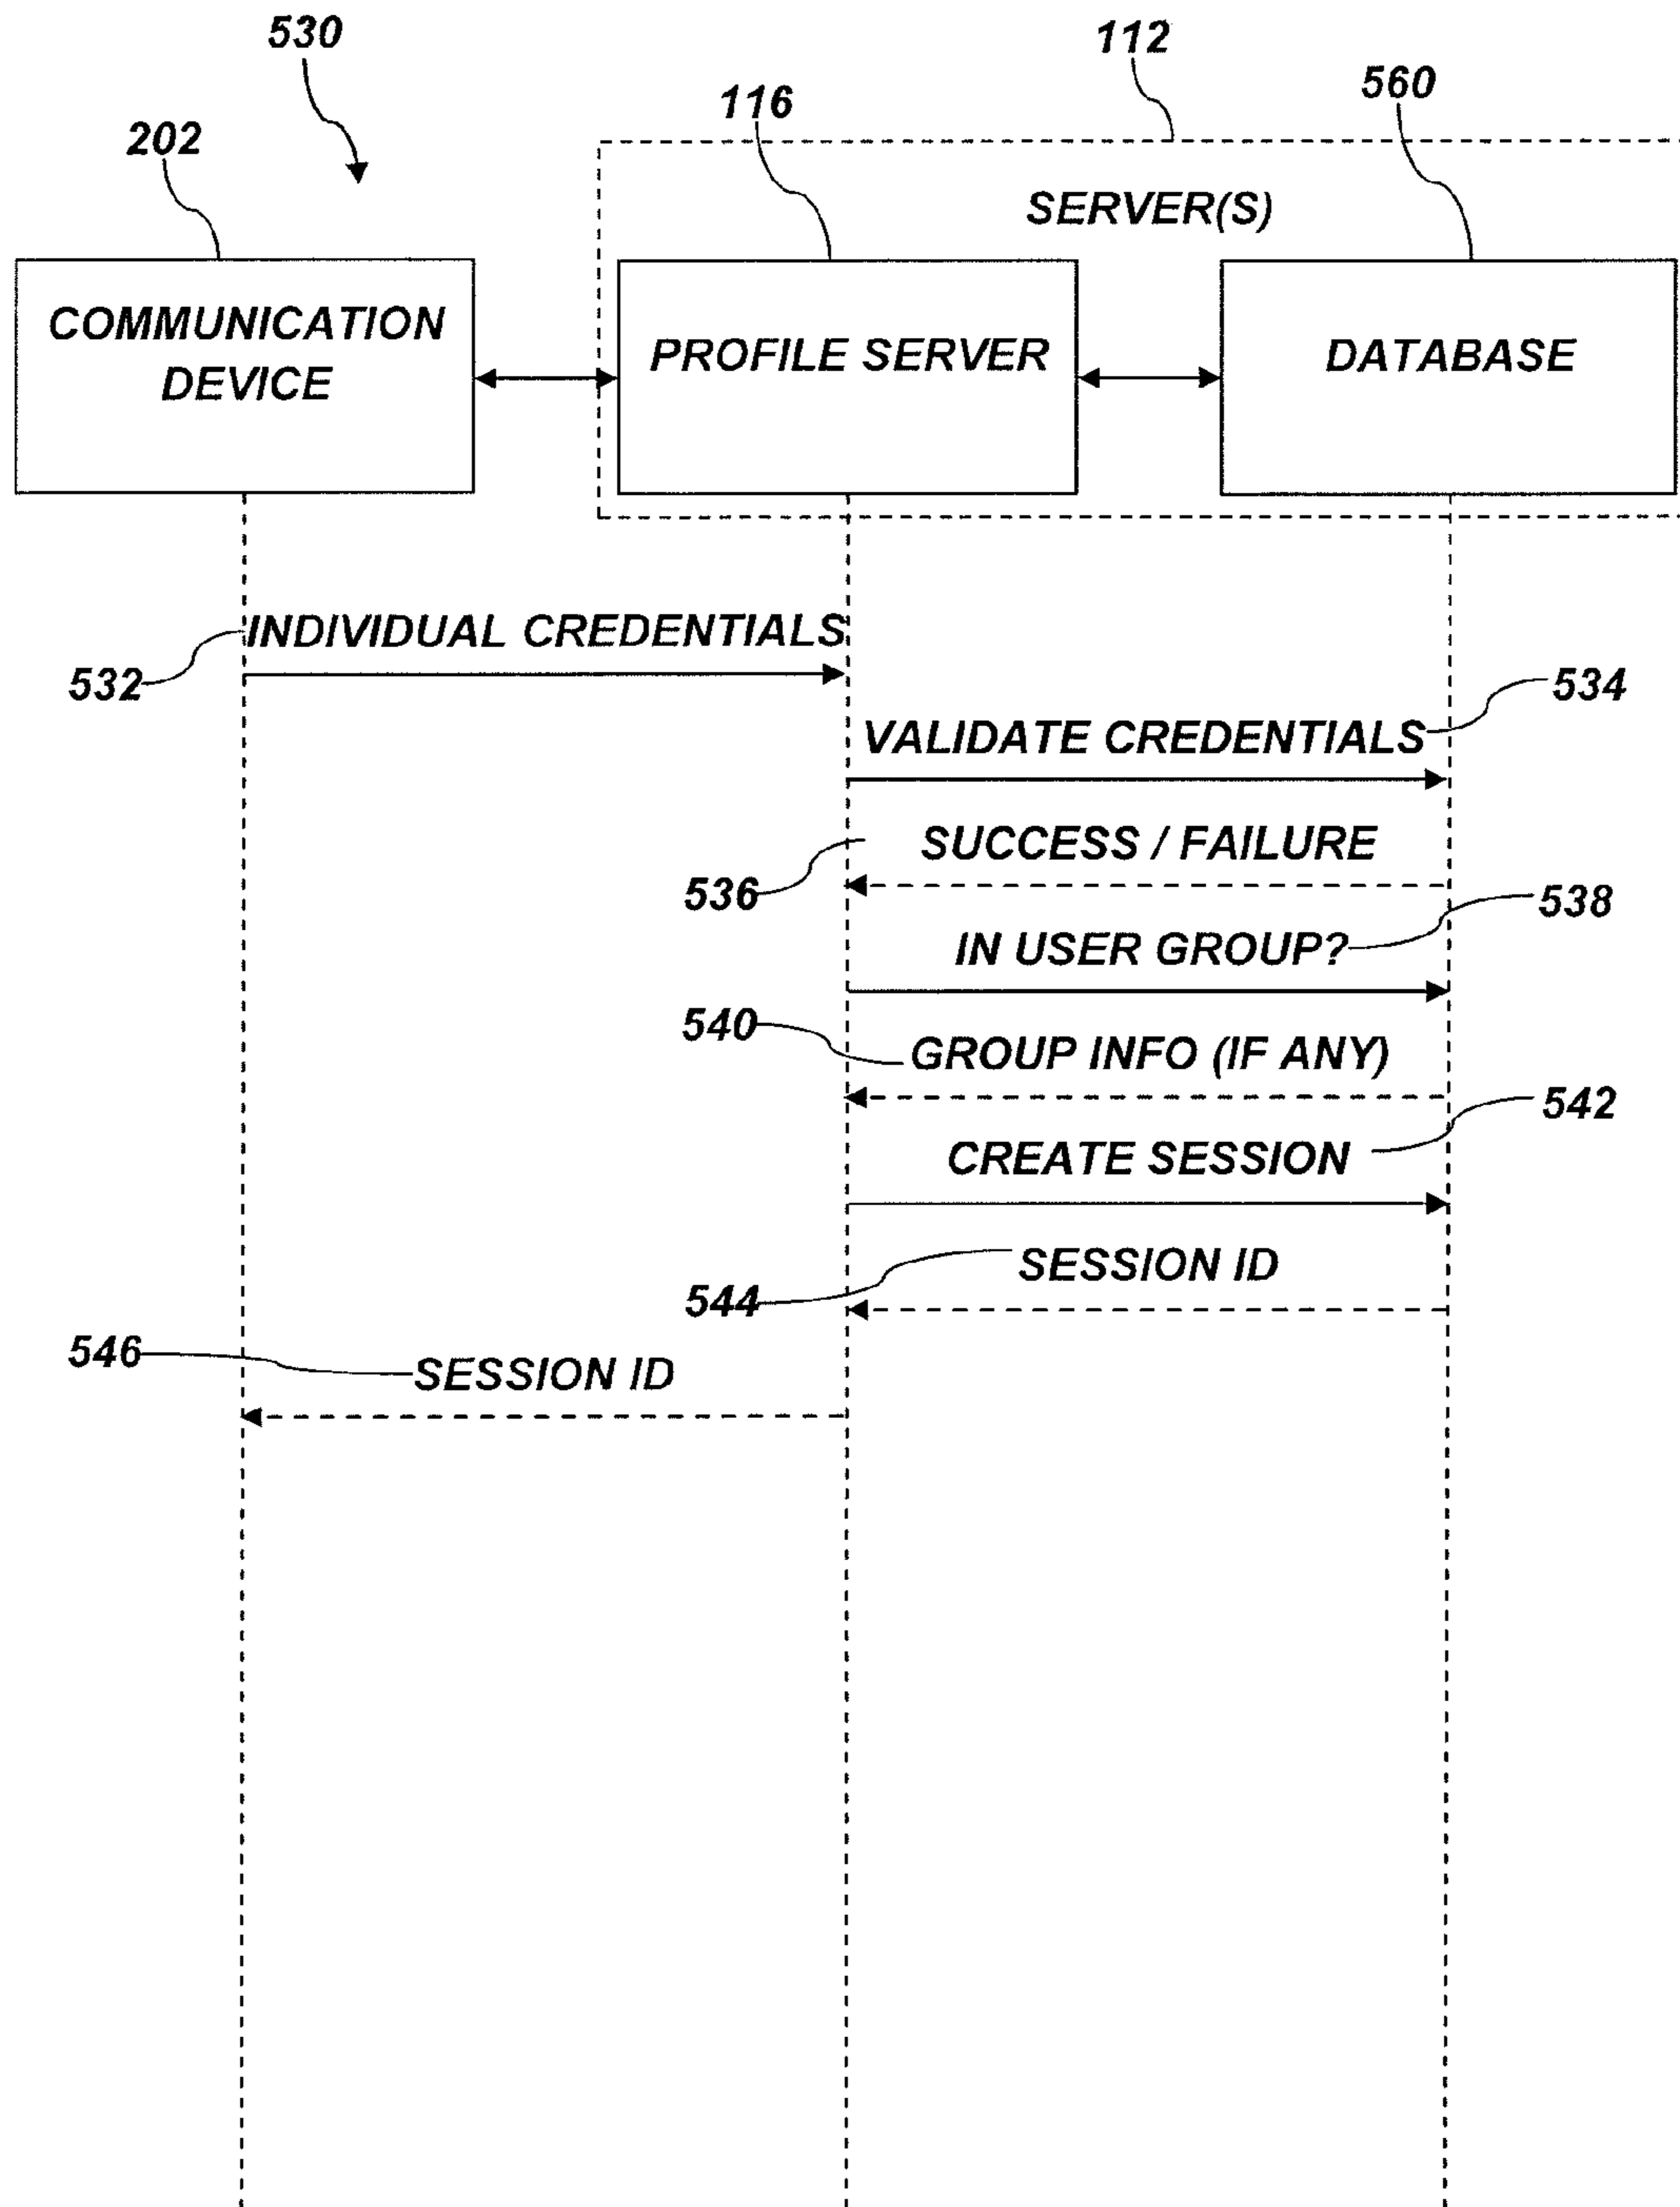 530
112
560
116
202
SERVER(S)
COMMUNICATION
DEVICE
PROFILE SERVER
DATABASE
INDIVIDUAL CREDENTIALS
532
534
VALIDATE CREDENTIALS
SUCCESS / FAILURE
536
538
IN USER GROUP?
540
GROUP INFO (IF ANY)
542
CREATE SESSION
SESSION ID
544
546
SESSION ID